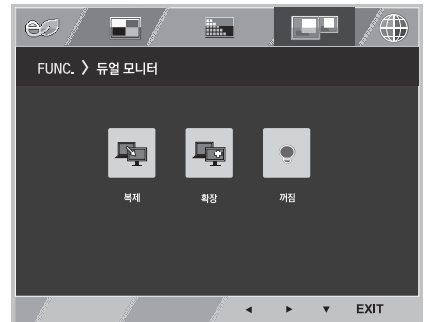 FUNC. 〉 듀얼 모니터
복제 확장 꺼짐
◄ ► ▼ EXIT